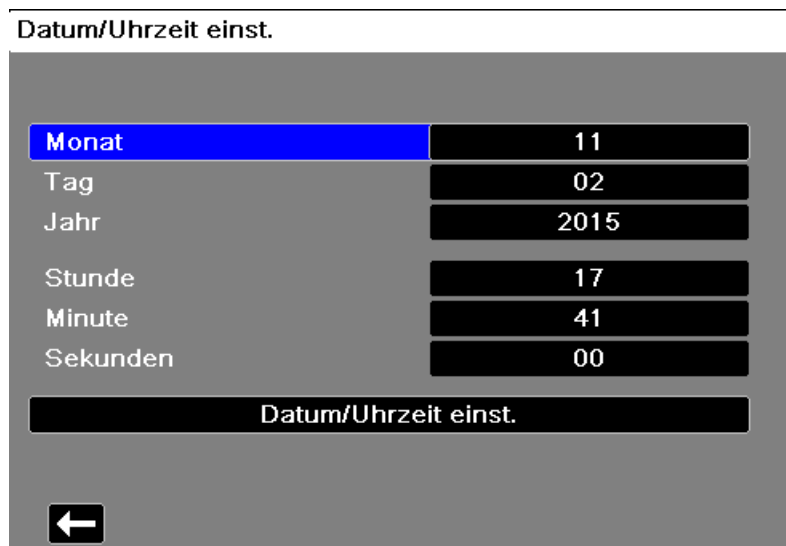 Datum/Uhrzeit einst.
Monat 11
Tag 02
Jahr 2015
Stunde 17
Minute 41
Sekunden 00
Datum/Uhrzeit einst.